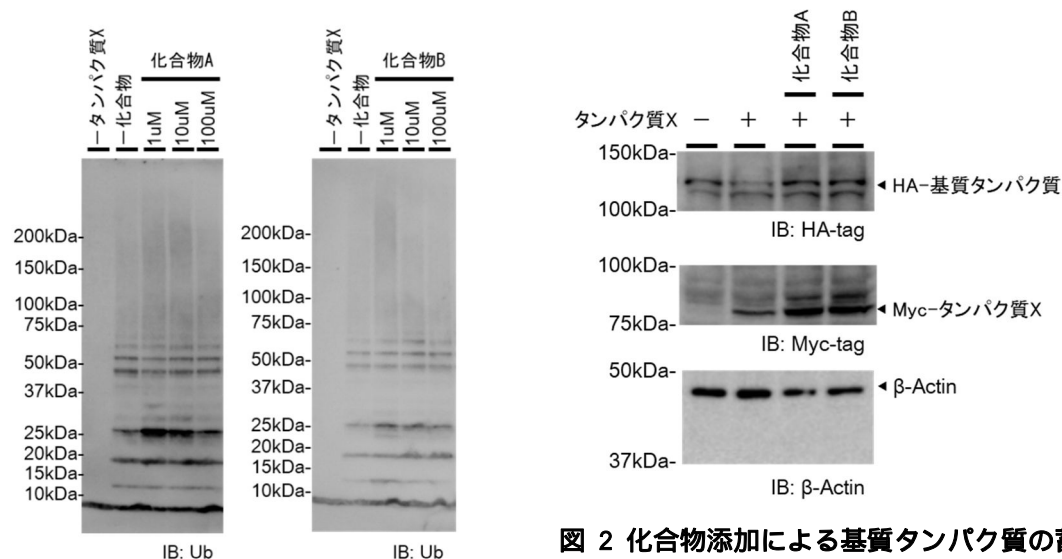 ータンパク質X
ー化合物
化合物A
1uM
10uM
100uM
200kDa-
150kDa-
100kDa-
75kDa-
50kDa-
37kDa-
25kDa-
20kDa-
15kDa-
10kDa-
IB: Ub
ータンパク質X
ー化合物
化合物B
1uM
10uM
100uM
200kDa-
150kDa-
100kDa-
75kDa-
50kDa-
37kDa-
25kDa-
20kDa-
15kDa-
10kDa-
IB: Ub
化合物A
化合物B
タンパク質X − + + +
150kDa-
HA-基質タンパク質
100kDa-
IB: HA-tag
100kDa-
Myc-タンパク質X
75kDa-
IB: Myc-tag
50kDa-
β-Actin
37kDa-
IB: β-Actin
図 2 化合物添加による基質タンパク質の